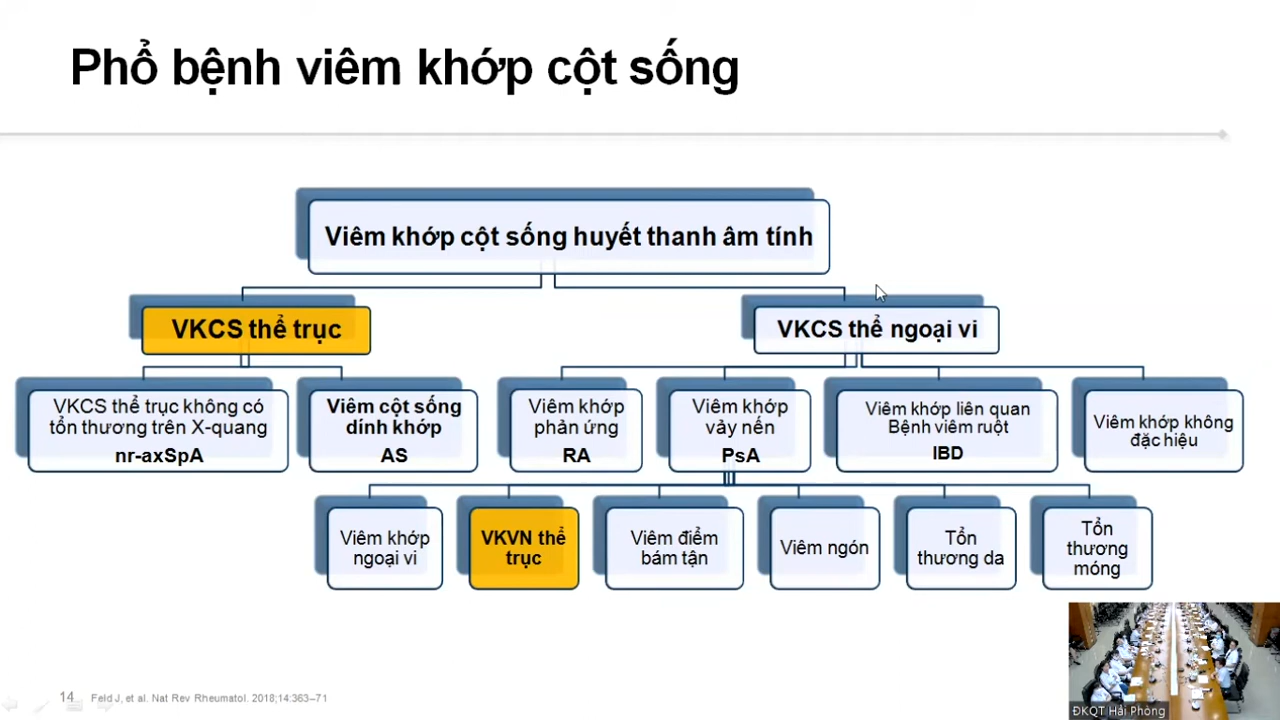 Phổ bệnh viêm khớp cột sống
Viêm khớp cột sống huyết thanh âm tính
VKCS thể trục
VKCS thể ngoại vi
VKCS thể trục không có
tổn thương trên X-quang
nr-axSpA
Viêm cột sống
dính khớp
AS
Viêm khớp
phản ứng
RA
Viêm khớp
vảy nến
PsA
Viêm khớp liên quan
Bệnh viêm ruột
IBD
Viêm khớp không
đặc hiệu
Viêm khớp
ngoại vi
VKVN thể
trục
Viêm điểm
bám tận
Viêm ngón
Tổn
thương da
Tổn
thương
móng
14
Feld J, et al. Nat Rev Rheumatol. 2018;14:363–71
ĐKQT Hải Phòng